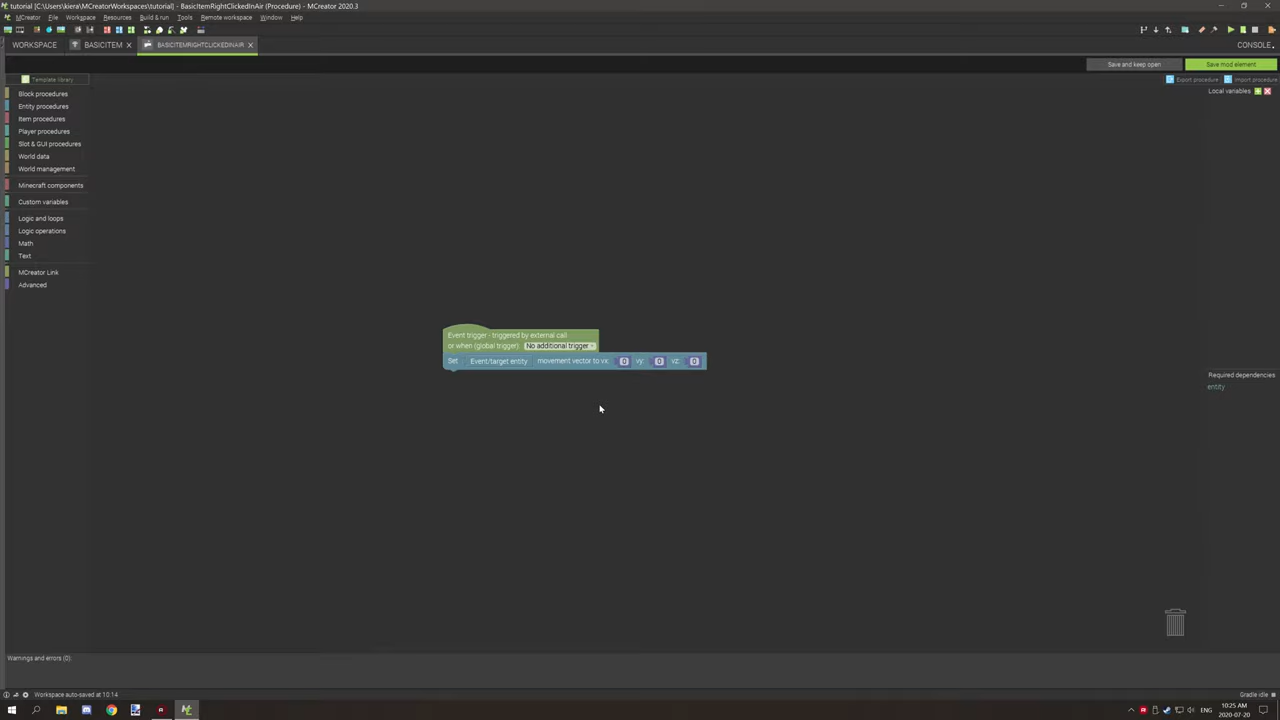 tutorial [C:\Users\kiera\MCreatorWorkspaces\tutorial] - BasicItemRightClickedInAir (Procedure) - MCreator 2020.3
MCreator File Workspace Resources Build & run Tools Remote workspace Window Help
WORKSPACE BASICITEM BASICITEMRIGHTCLICKEDINAIR CONSOLE
Save and keep open Save mod element
Template library Export procedure Import procedure
Local variables
Block procedures
Entity procedures
Item procedures
Player procedures
Slot & GUI procedures
World data
World management
Minecraft components
Custom variables
Logic and loops
Logic operations
Math
Text
MCreator Link
Advanced
Event trigger - triggered by external call
or when (global trigger): No additional trigger
Set Event/target entity movement vector to vx: 0 vy: 0 vz: 0
Required dependencies
entity
Warnings and errors (0):
Workspace auto-saved at 10:14 Gradle idle
ENG 10:25 AM
2020-07-20